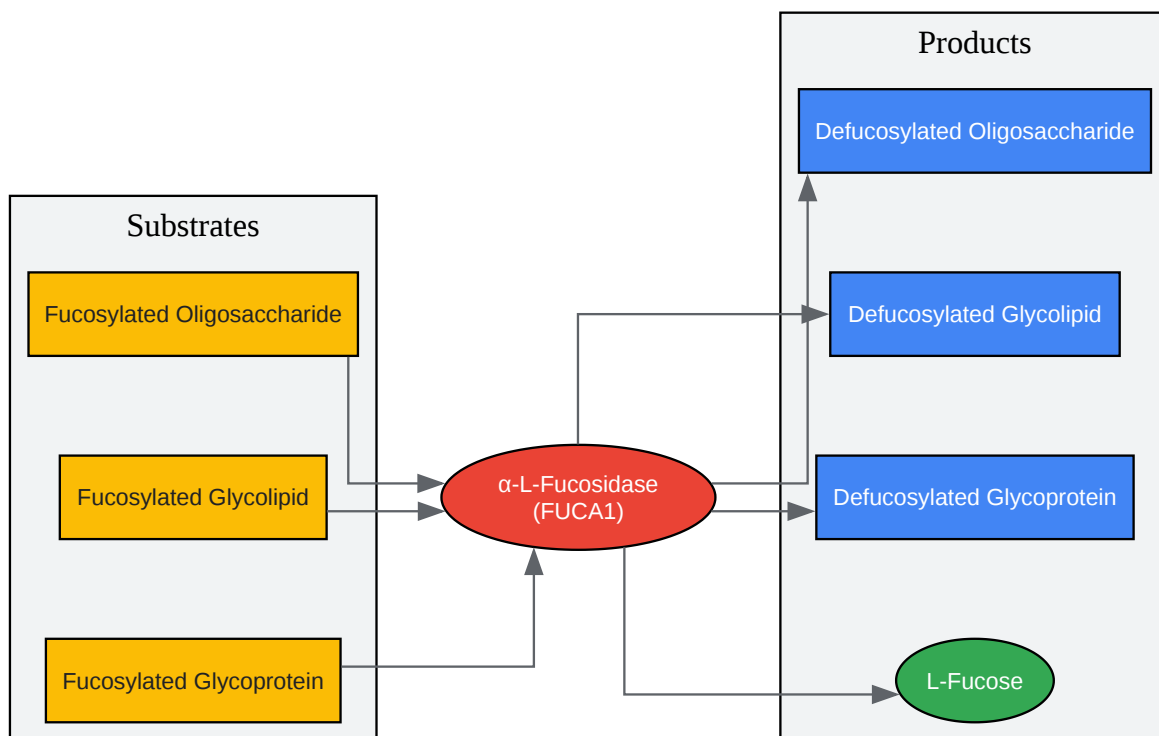 Substrates
Fucosylated Oligosaccharide
Fucosylated Glycolipid
Fucosylated Glycoprotein
α-L-Fucosidase
(FUCA1)
Products
Defucosylated Oligosaccharide
Defucosylated Glycolipid
Defucosylated Glycoprotein
L-Fucose